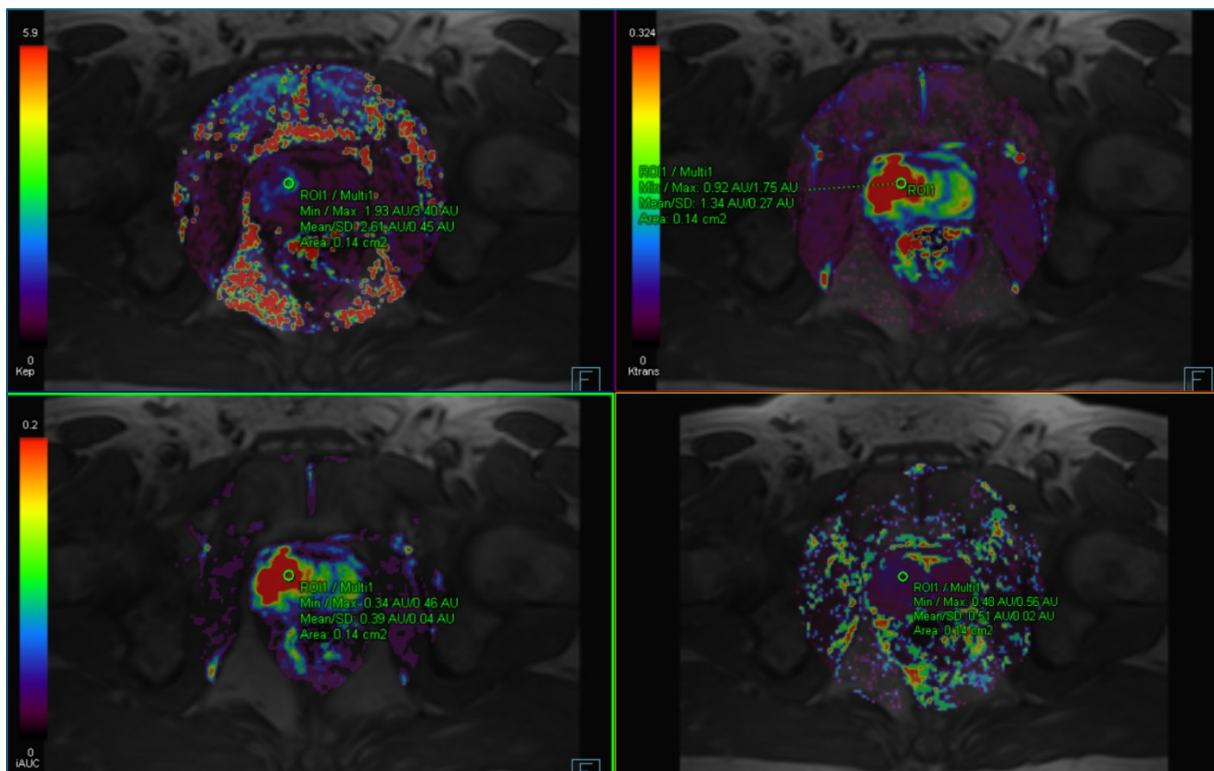 5.9
ROI1 / Multi1
Min / Max: 1.93 AU/3.40 AU
Mean/SD: 2.61 AU/0.45 AU
Area: 0.14 cm2
0
Kep
F
0.324
ROI1 / Multi1
Min / Max: 0.92 AU/1.75 AU
Mean/SD: 1.34 AU/0.27 AU
Area: 0.14 cm2
ROI1
0
Ktrans
F
0.2
ROI1 / Multi1
Min / Max: 0.34 AU/0.46 AU
Mean/SD: 0.39 AU/0.04 AU
Area: 0.14 cm2
0
iAUC
ROI1 / Multi1
Min / Max: 0.48 AU/0.56 AU
Mean/SD: 0.51 AU/0.02 AU
Area: 0.14 cm2